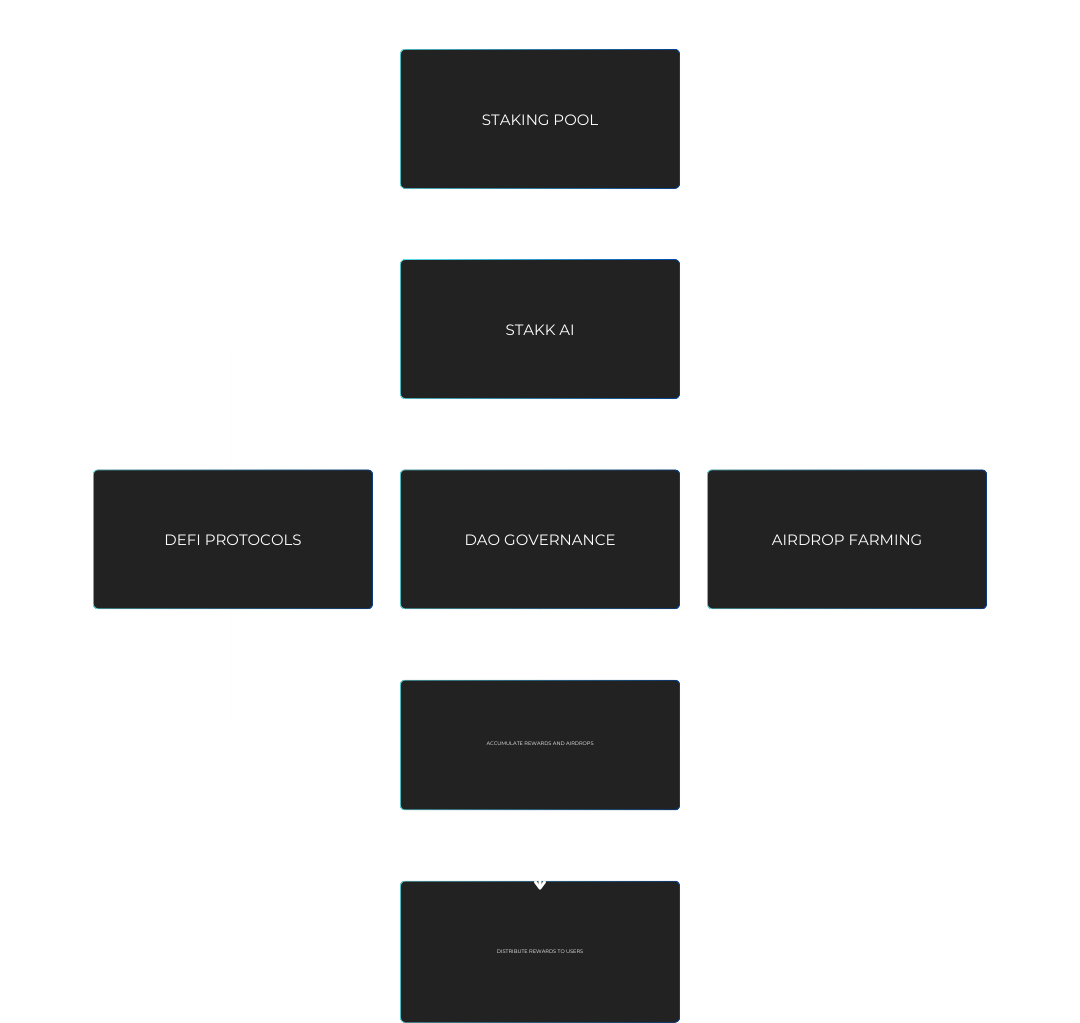 STAKING POOL
STAKK AI
DEFI PROTOCOLS
DAO GOVERNANCE
AIRDROP FARMING
ACCUMULATE REWARDS AND AIRDROPS
DISTRIBUTE REWARDS TO USERS